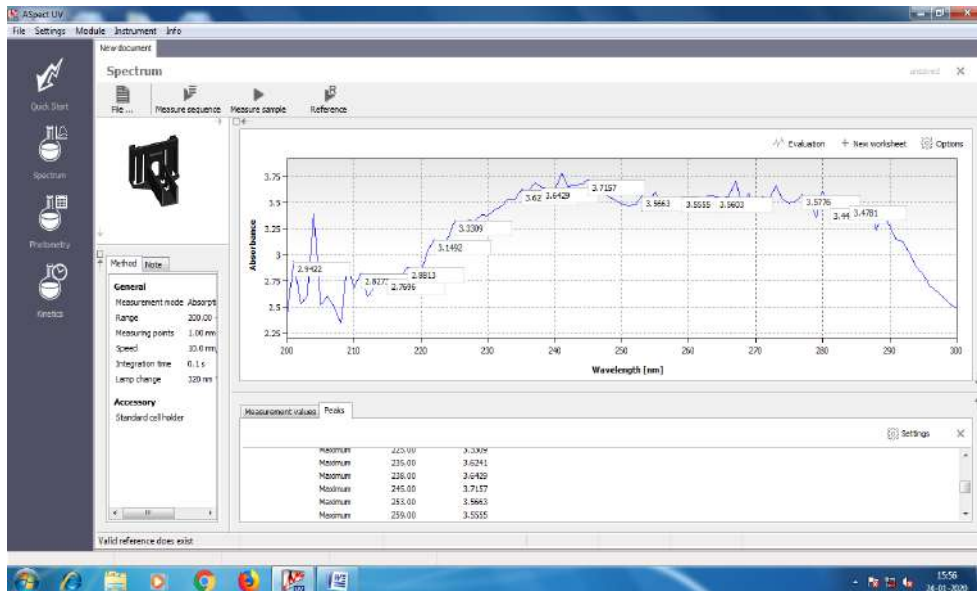 ASpect UV
File Settings Module Instrument Info
New document
Spectrum
unsaved
File ... Measure sequence Measure sample Reference
Quick Start
Spectrum
Photometry
Kinetics
Evaluation + New worksheet Options
Absorbance
3.75
3.5
3.25
3
2.75
2.5
2.25
2.9422
2.7696
2.8813
3.1492
3.3309
3.62
3.6429
3.7157
3.5663
3.5555
3.5603
3.5776
3.44
3.4781
200 210 220 230 240 250 260 270 280 290 300
Wavelength [nm]
Method Note
General
Measurement mode Absorpti
Range 200.00 -
Measuring points 1.00 nm
Speed 10.0 nm,
Integration time 0.1 s
Lamp change 320 nm
Accessory
Standard cell holder
Measurement values Peaks
Settings
Maximum 225.00 3.3309
Maximum 235.00 3.6241
Maximum 238.00 3.6429
Maximum 245.00 3.7157
Maximum 253.00 3.5663
Maximum 259.00 3.5555
Valid reference does exist
15:56
24-01-2020